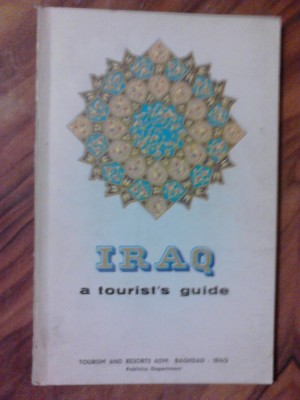 IRAQ
a tourist's guide
TOURISM AND RESORTS ADM. BAGHDAD - IRAQ
Publicity Department